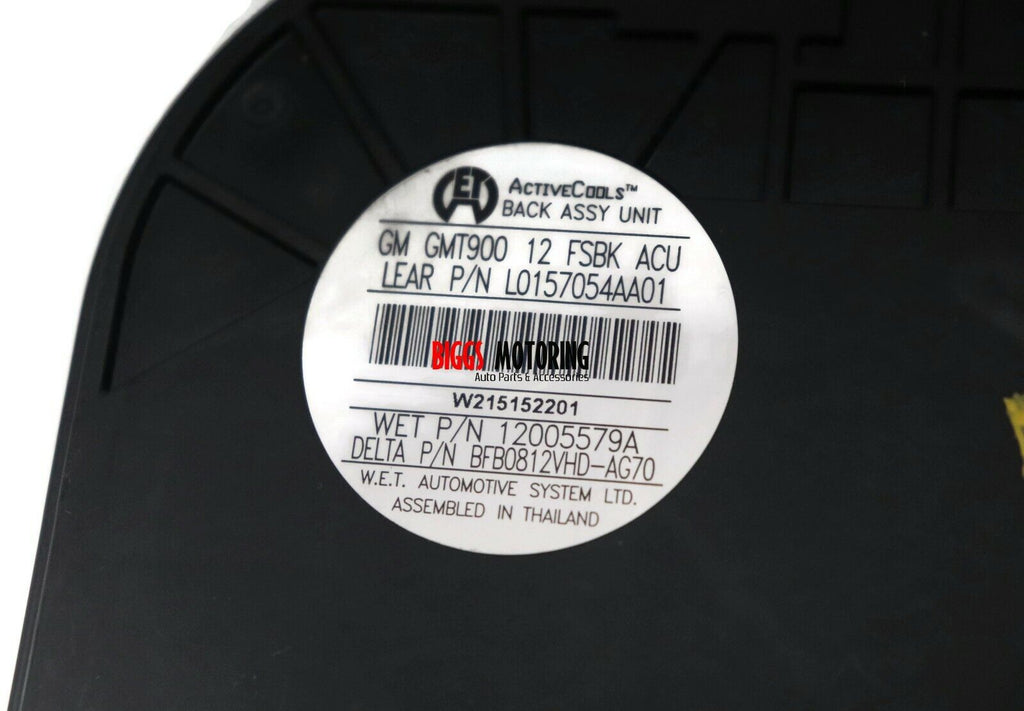 WET ACTIVECOOLS™
BACK ASSY UNIT
GM GMT900 12 FSBK ACU
LEAR P/N L0157054AA01
BIGGS MOTORING
Auto Parts & Accessories
W215152201
WET P/N 12005579A
DELTA P/N BFB0812VHD-AG70
W.E.T. AUTOMOTIVE SYSTEM LTD.
ASSEMBLED IN THAILAND